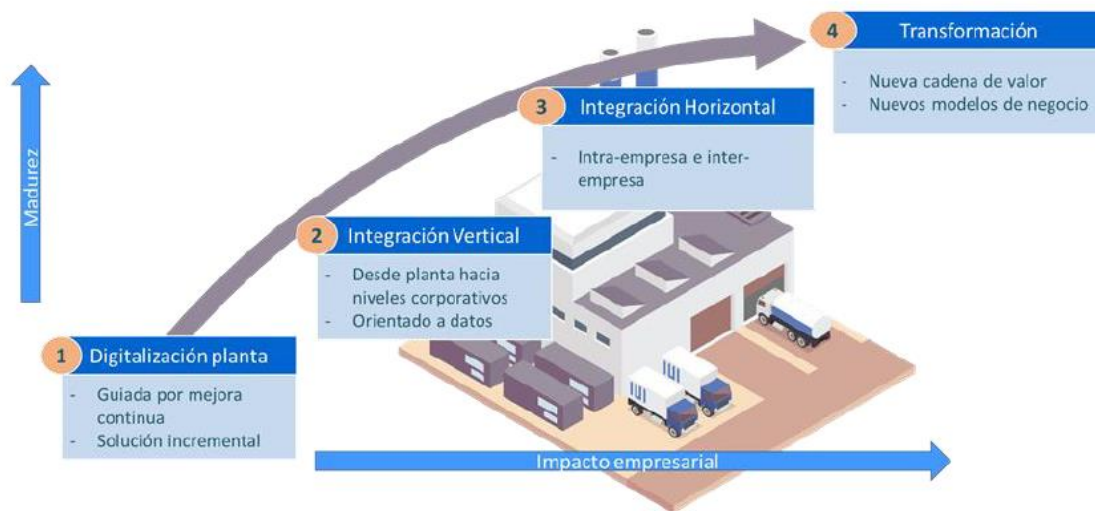 4
Transformación
- Nueva cadena de valor
- Nuevos modelos de negocio
3
Integración Horizontal
- Intra-empresa e inter-
empresa
Madurez
2
Integración Vertical
- Desde planta hacia
niveles corporativos
- Orientado a datos
1
Digitalización planta
- Guiada por mejora
continua
- Solución incremental
Impacto empresarial